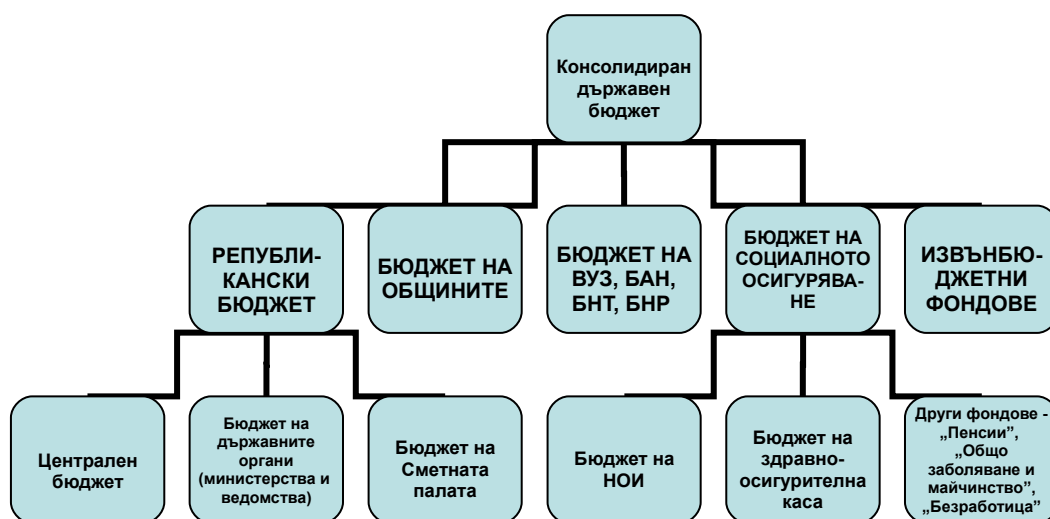 Консолидиран
държавен
бюджет
РЕПУБЛИ-
КАНСКИ
БЮДЖЕТ
БЮДЖЕТ НА
ОБЩИНИТЕ
БЮДЖЕТ НА
ВУЗ, БАН,
БНТ, БНР
БЮДЖЕТ НА
СОЦИАЛНОТО
ОСИГУРЯВА-
НЕ
ИЗВЪНБЮ-
ДЖЕТНИ
ФОНДОВЕ
Централен
бюджет
Бюджет на
държавните
органи
(министерства и
ведомства)
Бюджет на
Сметната
палата
Бюджет на
НОИ
Бюджет на
здравно-
осигурителна
каса
Други фондове -
„Пенсии”,
„Общо
заболяване и
майчинство”,
„Безработица”